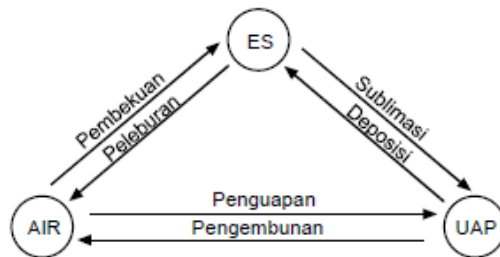 ES
Pembekuan
Peleburan
Sublimasi
Deposisi
AIR
Penguapan
Pengembunan
UAP